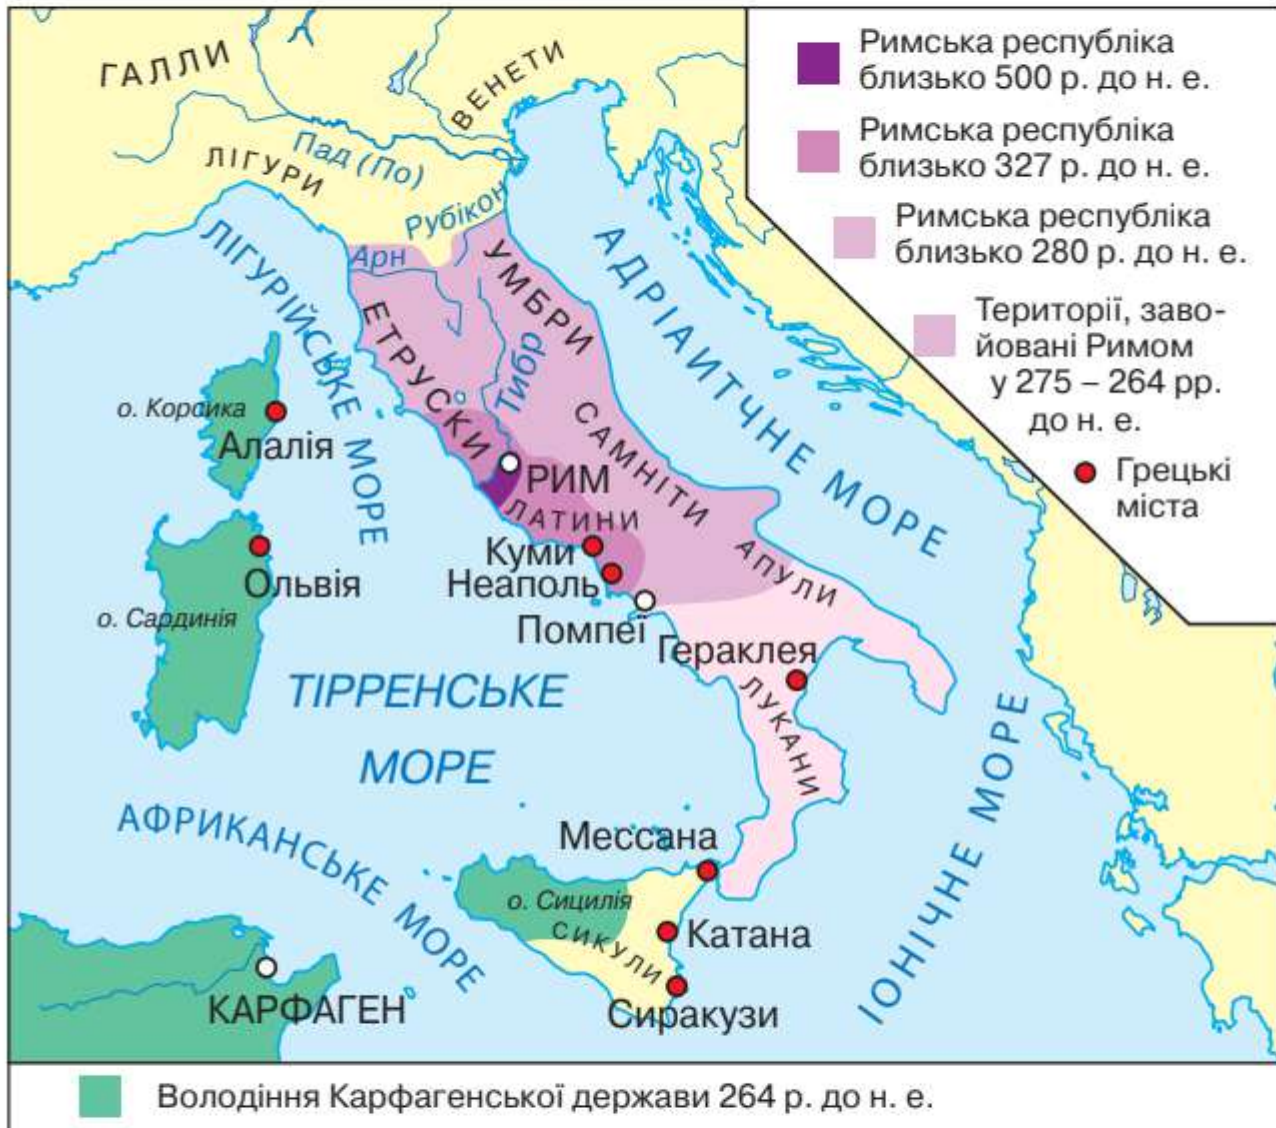 Римська республіка
близько 500 р. до н. е.
Римська республіка
близько 327 р. до н. е.
Римська республіка
близько 280 р. до н. е.
Території, заво-
йовані Римом
у 275 – 264 рр.
до н. е.
Грецькі
міста
ГАЛЛИ
ВЕНЕТИ
Пад (По)
ЛІГУРИ
Рубікон
Арн
ЛІГУРІЙСЬКЕ МОРЕ
УМБРИ
АДРІАИТЧНЕ МОРЕ
ЕТРУСКИ
Тибр
о. Корсика
Алалія
САМНІТИ
РИМ
ЛАТИНИ
АПУЛИ
Куми
Неаполь
Помпеї
Ольвія
о. Сардинія
Гераклея
ЛУКАНИ
ТІРРЕНСЬКЕ
МОРЕ
ІОНІЧНЕ МОРЕ
АФРИКАНСЬКЕ МОРЕ
Мессана
о. Сицилія
СИКУЛИ
Катана
Сиракузи
КАРФАГЕН
Володіння Карфагенської держави 264 р. до н. е.